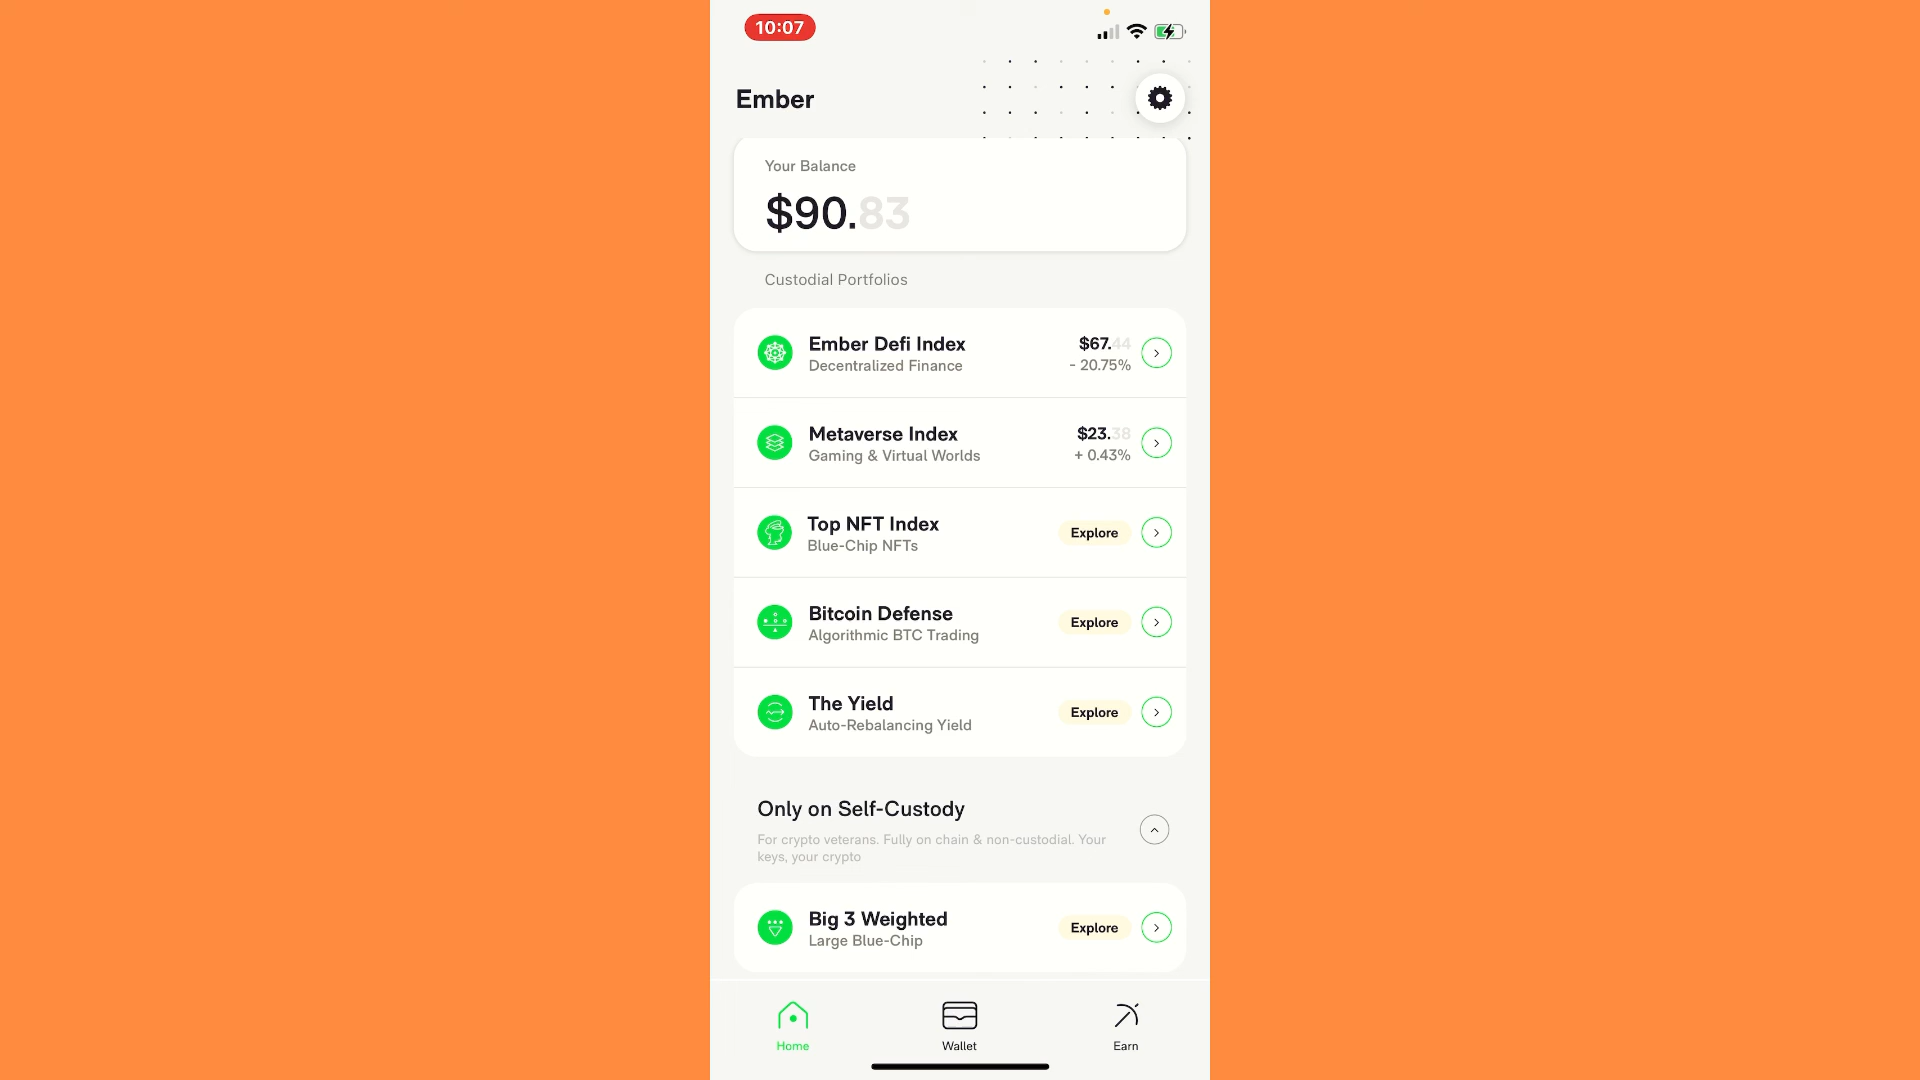 10:07
Ember
Your Balance
$90.83
Custodial Portfolios
Ember Defi Index
$67.44
Decentralized Finance
- 20.75%
Metaverse Index
$23.38
Gaming & Virtual Worlds
+ 0.43%
Top NFT Index
Blue-Chip NFTs
Explore
Bitcoin Defense
Algorithmic BTC Trading
Explore
The Yield
Auto-Rebalancing Yield
Explore
Only on Self-Custody
For crypto veterans. Fully on chain & non-custodial. Your
keys, your crypto
Big 3 Weighted
Large Blue-Chip
Explore
Home
Wallet
Earn